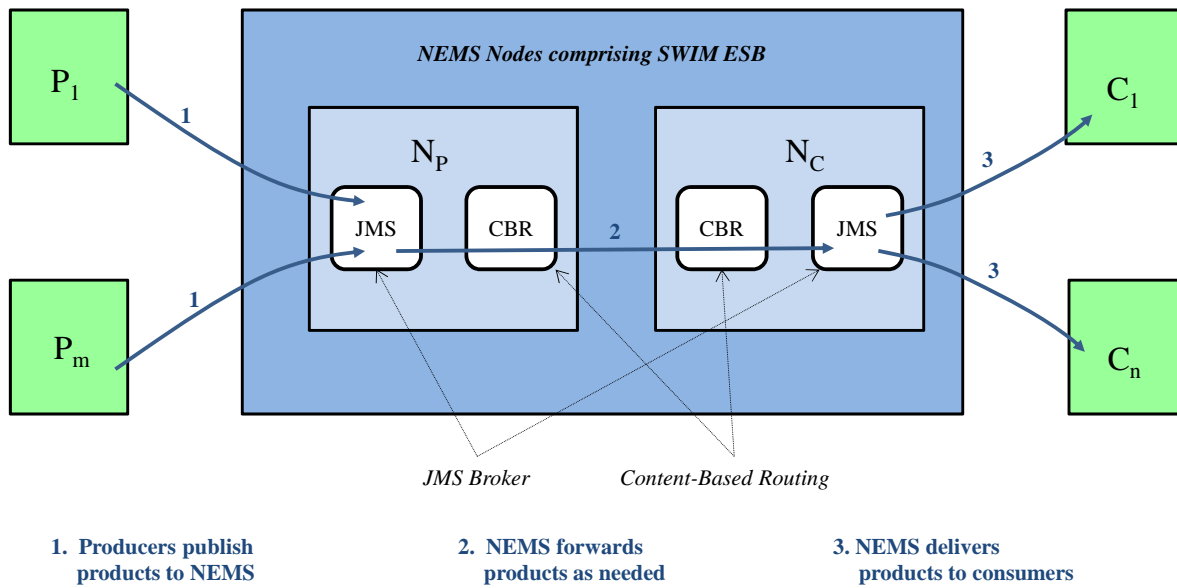 NEMS Nodes comprising SWIM ESB
P1
C1
1
NP
NC
3
JMS
CBR
2
CBR
JMS
1
3
Pm
Cn
JMS Broker
Content-Based Routing
1. Producers publish
products to NEMS
2. NEMS forwards
products as needed
3. NEMS delivers
products to consumers